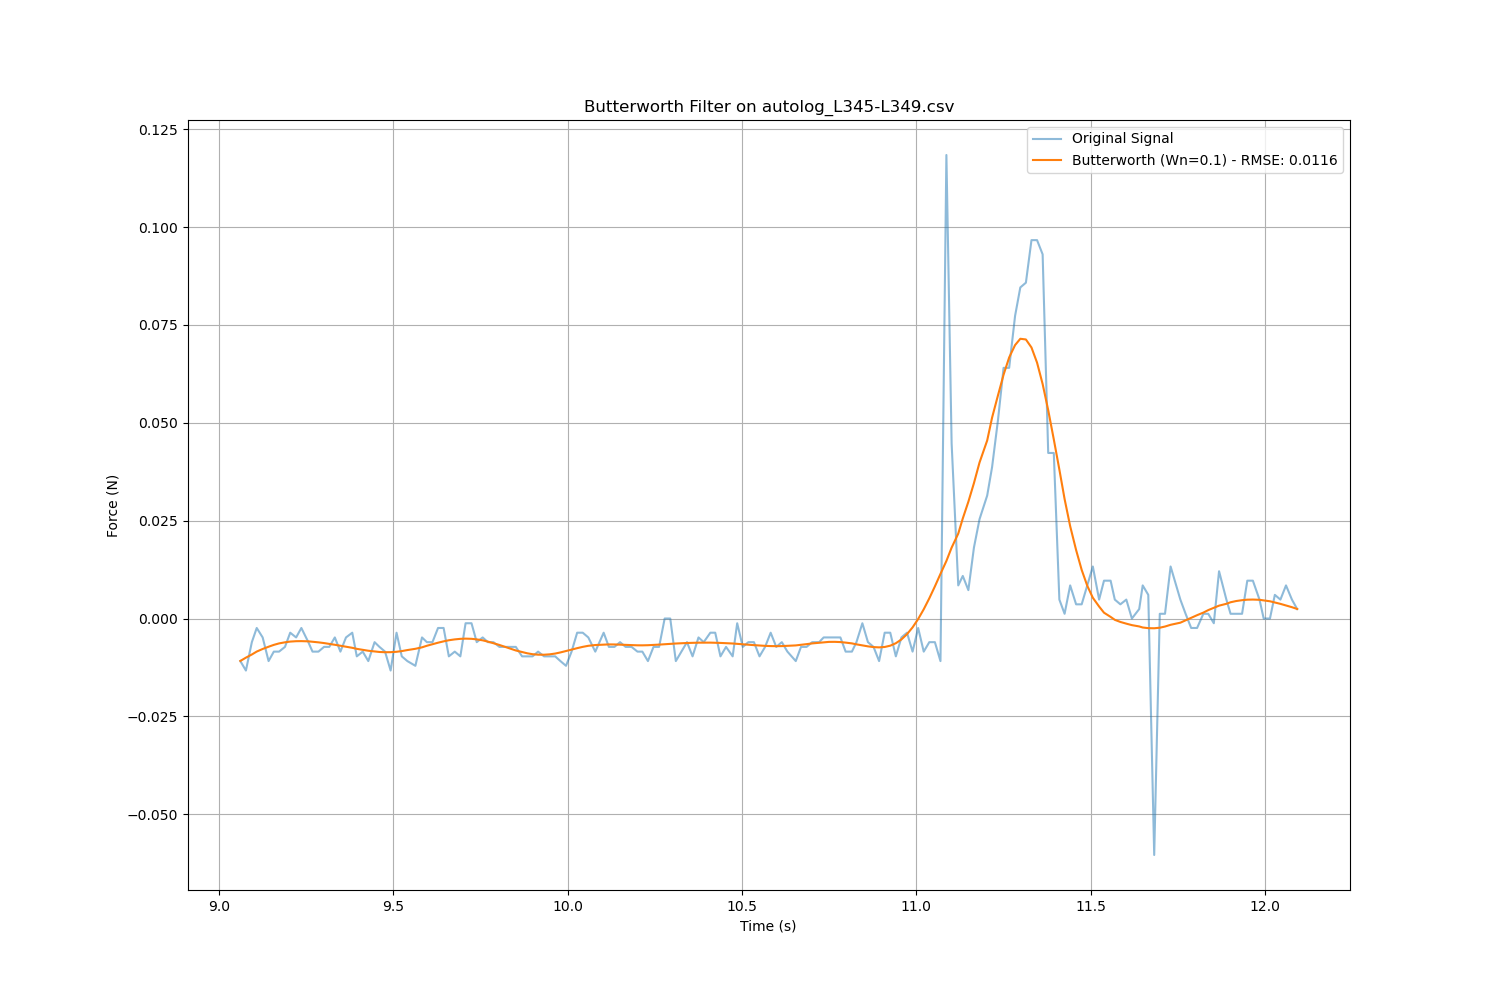 Butterworth Filter on autolog_L345-L349.csv
Original Signal
Butterworth (Wn=0.1) - RMSE: 0.0116
0.125
0.100
0.075
0.050
0.025
0.000
−0.025
−0.050
Force (N)
9.0 9.5 10.0 10.5 11.0 11.5 12.0
Time (s)